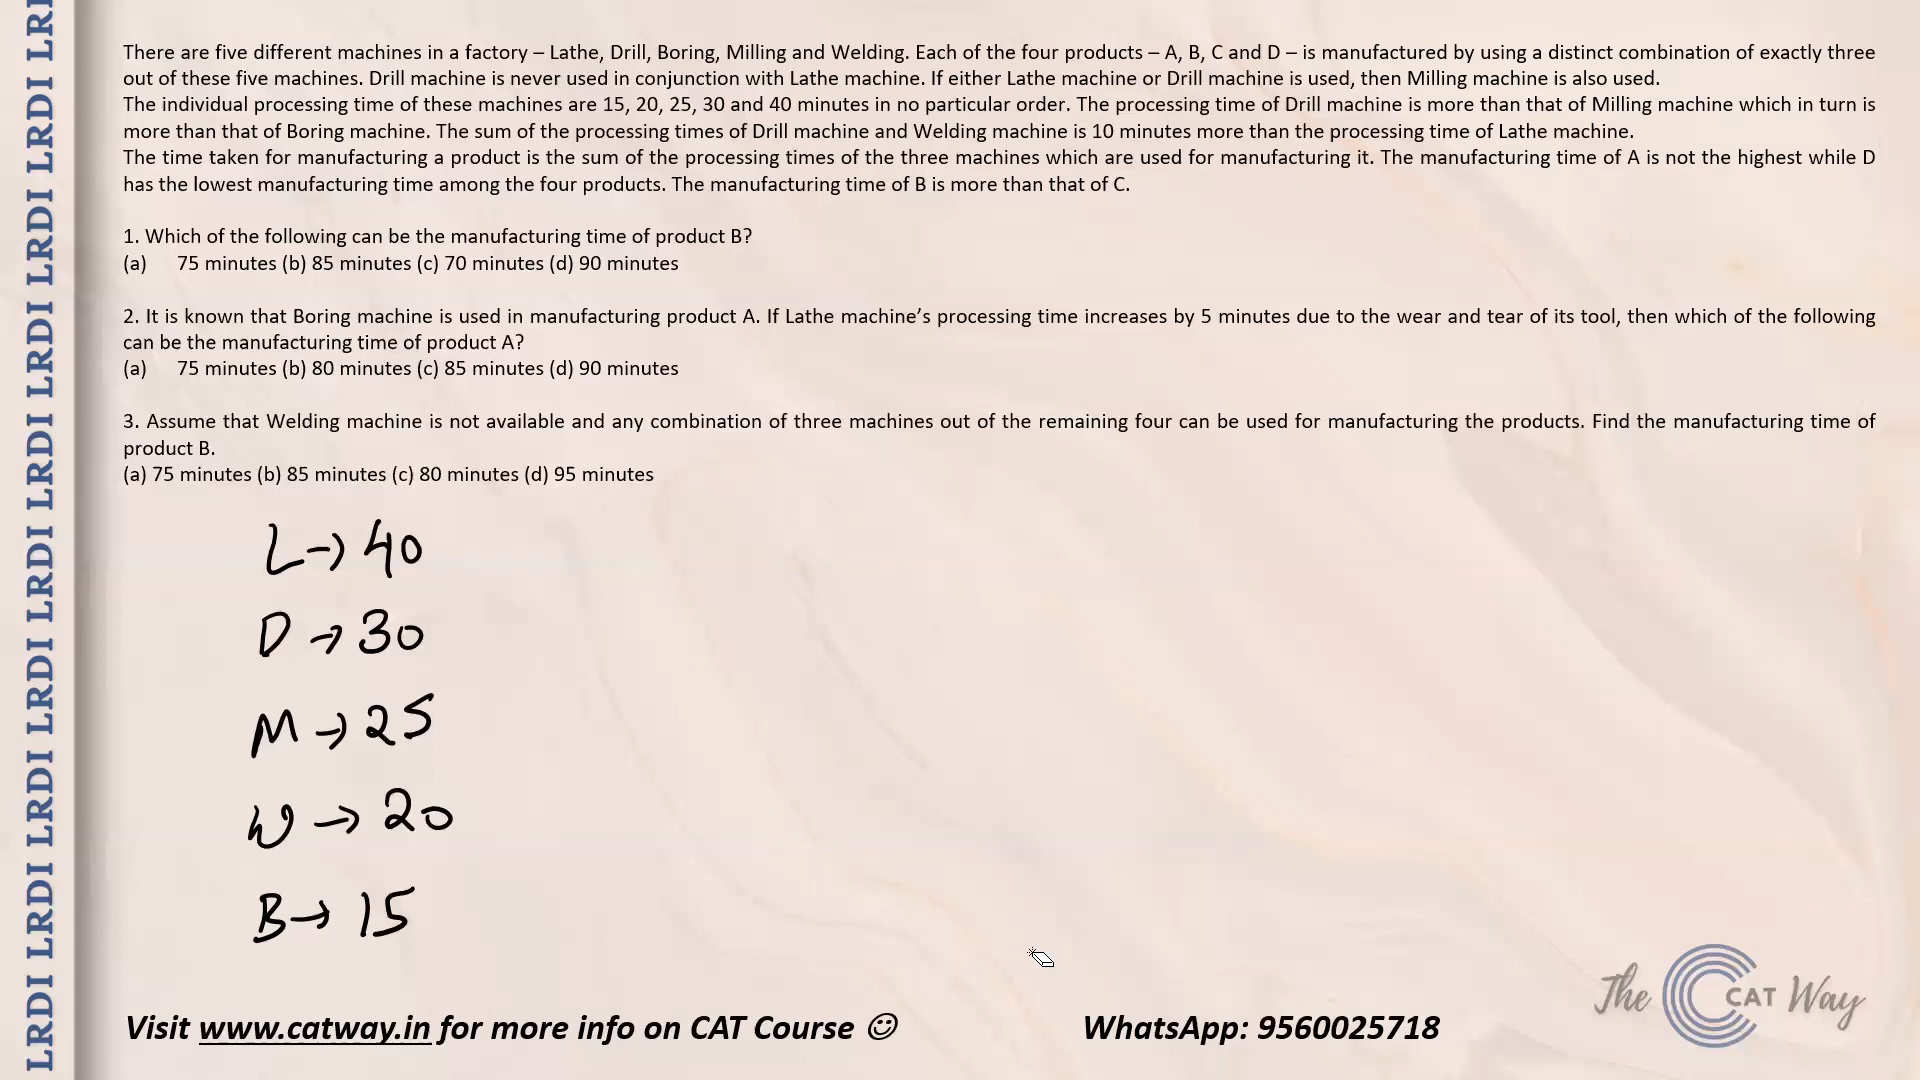 There are five different machines in a factory – Lathe, Drill, Boring, Milling and Welding. Each of the four products – A, B, C and D – is manufactured by using a distinct combination of exactly three
out of these five machines. Drill machine is never used in conjunction with Lathe machine. If either Lathe machine or Drill machine is used, then Milling machine is also used.
The individual processing time of these machines are 15, 20, 25, 30 and 40 minutes in no particular order. The processing time of Drill machine is more than that of Milling machine which in turn is
more than that of Boring machine. The sum of the processing times of Drill machine and Welding machine is 10 minutes more than the processing time of Lathe machine.
The time taken for manufacturing a product is the sum of the processing times of the three machines which are used for manufacturing it. The manufacturing time of A is not the highest while D
has the lowest manufacturing time among the four products. The manufacturing time of B is more than that of C.
1. Which of the following can be the manufacturing time of product B?
(a) 75 minutes (b) 85 minutes (c) 70 minutes (d) 90 minutes
2. It is known that Boring machine is used in manufacturing product A. If Lathe machine’s processing time increases by 5 minutes due to the wear and tear of its tool, then which of the following
can be the manufacturing time of product A?
(a) 75 minutes (b) 80 minutes (c) 85 minutes (d) 90 minutes
3. Assume that Welding machine is not available and any combination of three machines out of the remaining four can be used for manufacturing the products. Find the manufacturing time of
product B.
(a) 75 minutes (b) 85 minutes (c) 80 minutes (d) 95 minutes
L → 40
D → 30
M → 25
W → 20
B → 15
Visit www.catway.in for more info on CAT Course ☺ WhatsApp: 9560025718
The CAT Way
LRDI LRDI LRDI LRDI LRDI LRDI LRDI LRDI LRDI LRDI LRDI LRI